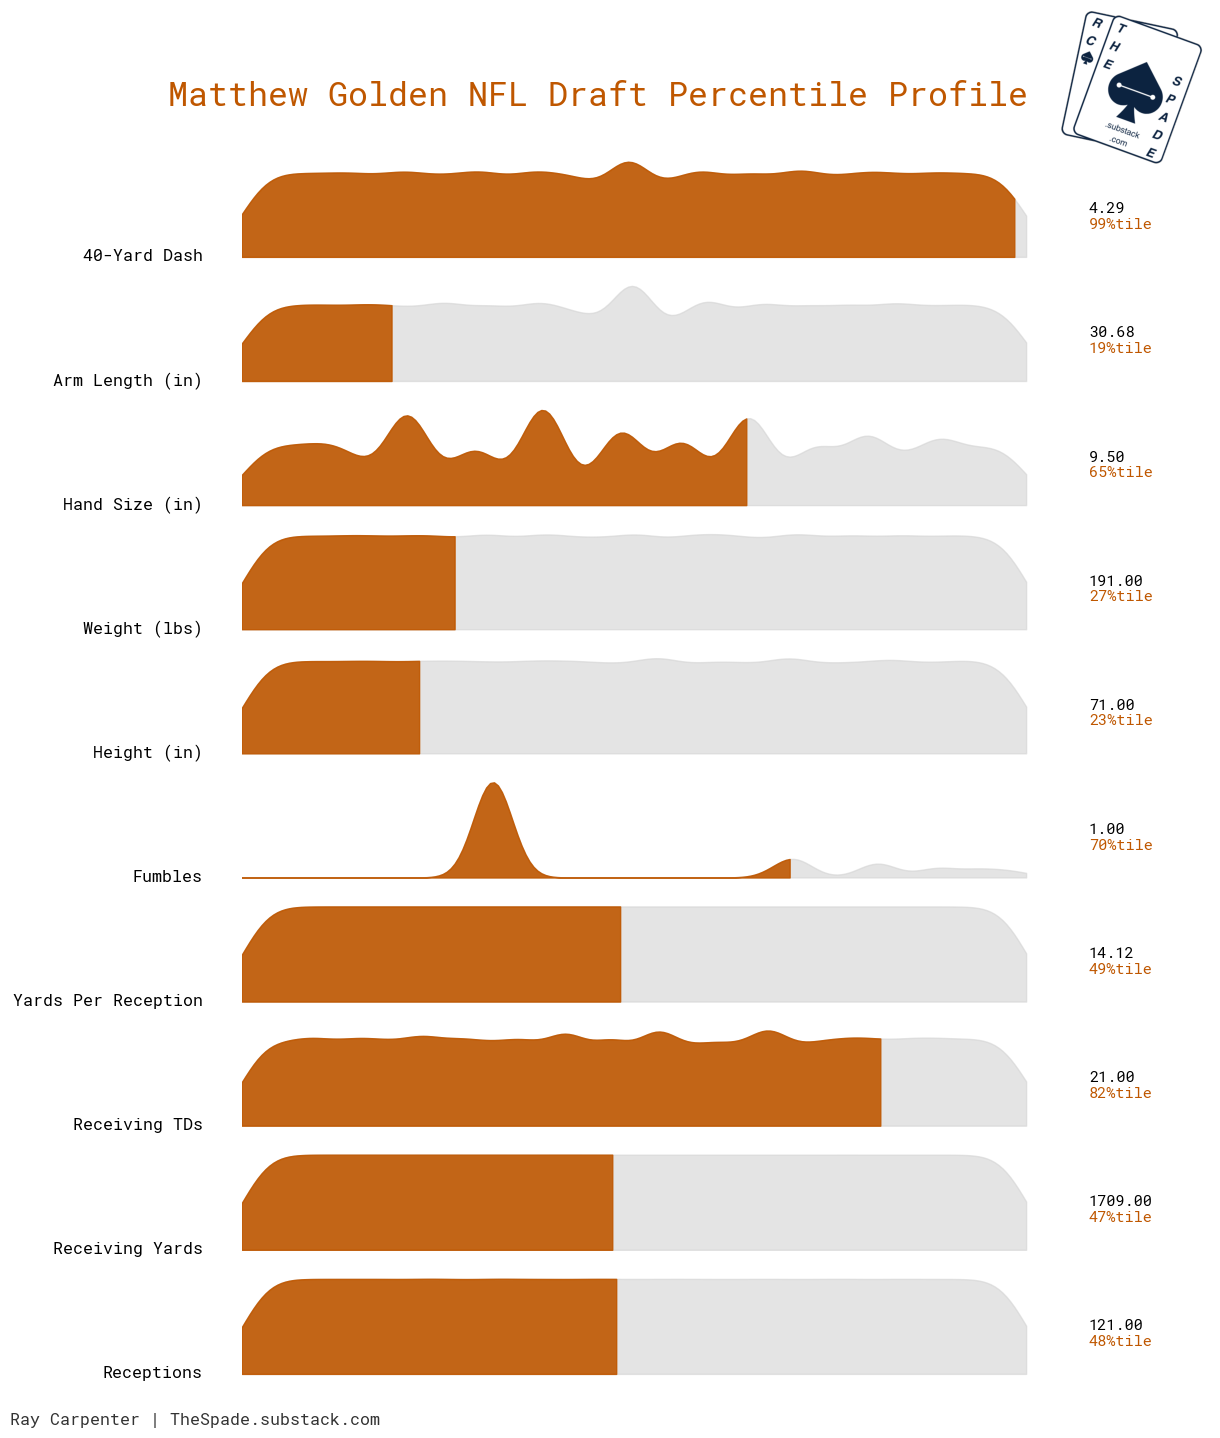 Matthew Golden NFL Draft Percentile Profile
R
C
THE
SPADE
.substack
.com
40-Yard Dash
4.29
99%tile
Arm Length (in)
30.68
19%tile
Hand Size (in)
9.50
65%tile
Weight (lbs)
191.00
27%tile
Height (in)
71.00
23%tile
Fumbles
1.00
70%tile
Yards Per Reception
14.12
49%tile
Receiving TDs
21.00
82%tile
Receiving Yards
1709.00
47%tile
Receptions
121.00
48%tile
Ray Carpenter | TheSpade.substack.com